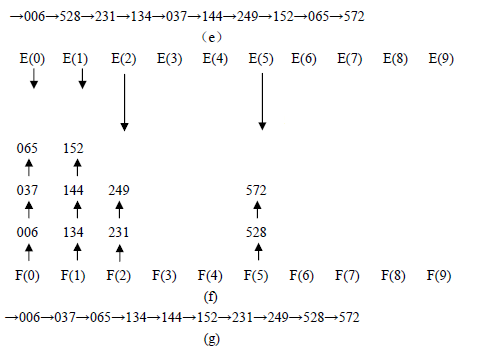 →006→528→231→134→037→144→249→152→065→572
（e）
E(0) E(1) E(2) E(3) E(4) E(5) E(6) E(7) E(8) E(9)
065 152
037 144 249 572
006 134 231 528
F(0) F(1) F(2) F(3) F(4) F(5) F(6) F(7) F(8) F(9)
(f)
→006→037→065→134→144→152→231→249→528→572
(g)